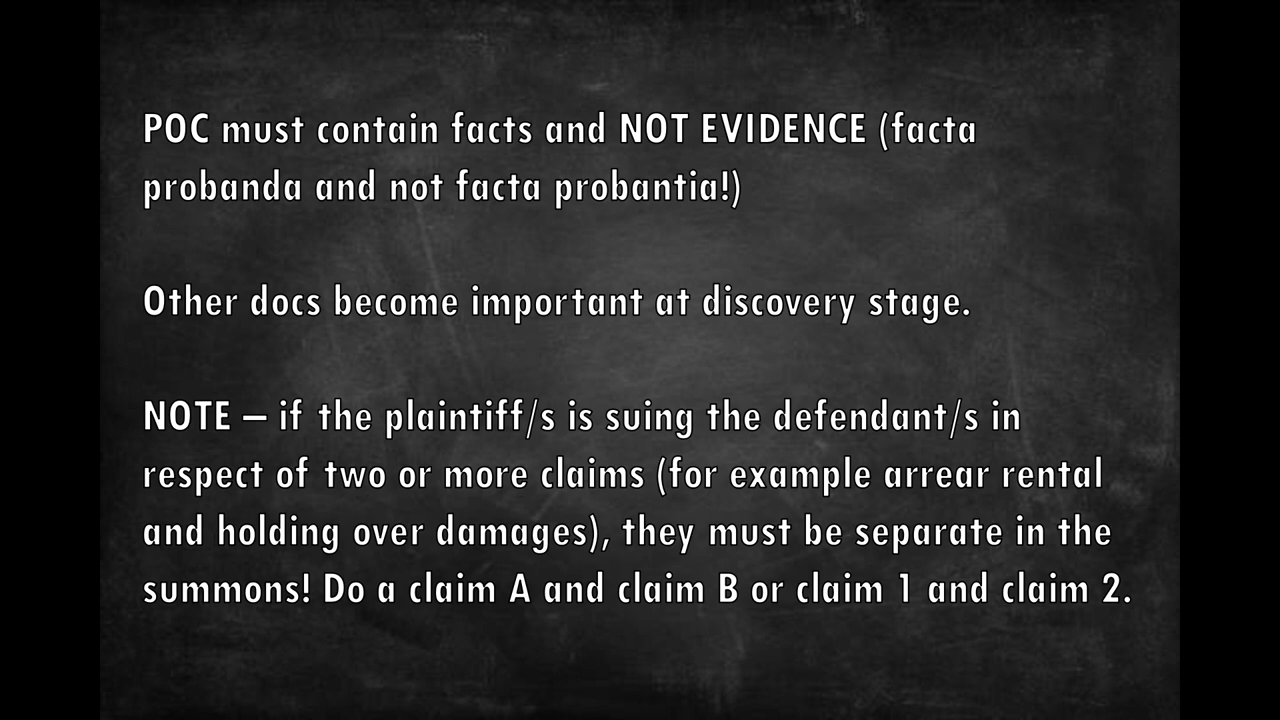 POC must contain facts and NOT EVIDENCE (facta
probanda and not facta probantia!)
Other docs become important at discovery stage.
NOTE – if the plaintiff/s is suing the defendant/s in
respect of two or more claims (for example arrear rental
and holding over damages), they must be separate in the
summons! Do a claim A and claim B or claim 1 and claim 2.